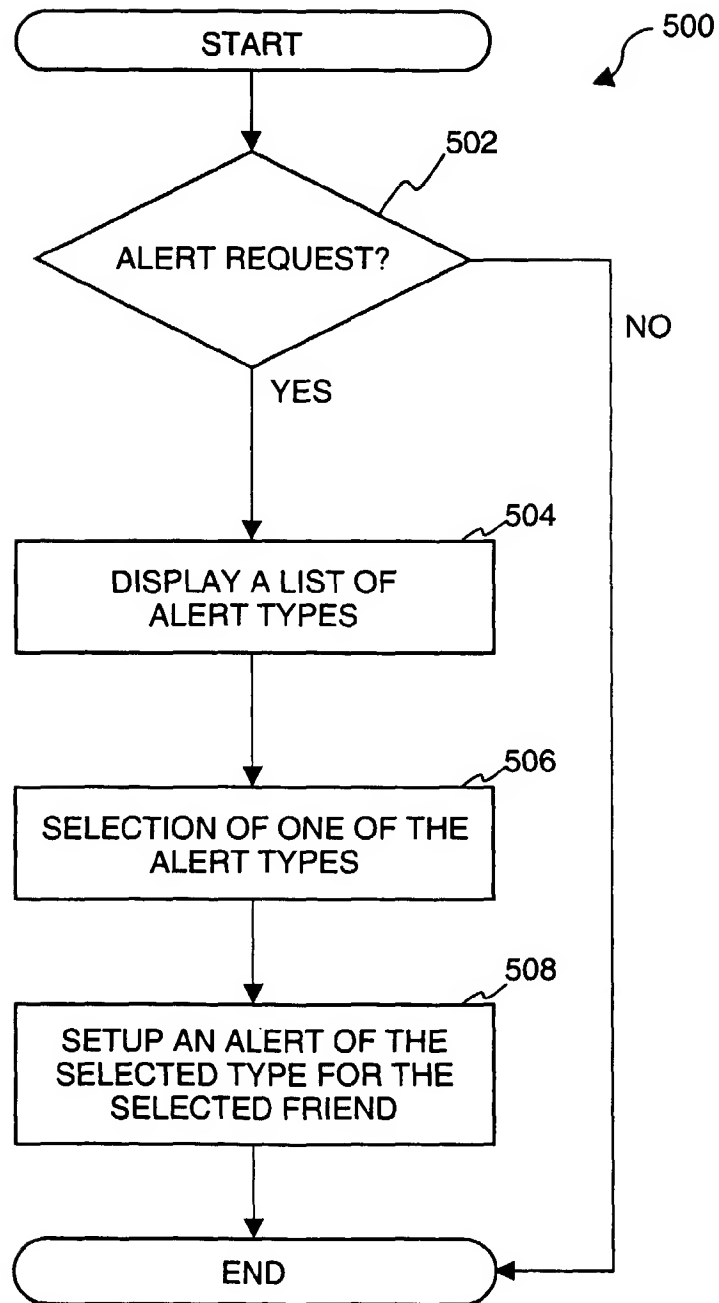 START
500
502
ALERT REQUEST?
NO
YES
504
DISPLAY A LIST OF
ALERT TYPES
506
SELECTION OF ONE OF THE
ALERT TYPES
508
SETUP AN ALERT OF THE
SELECTED TYPE FOR THE
SELECTED FRIEND
END